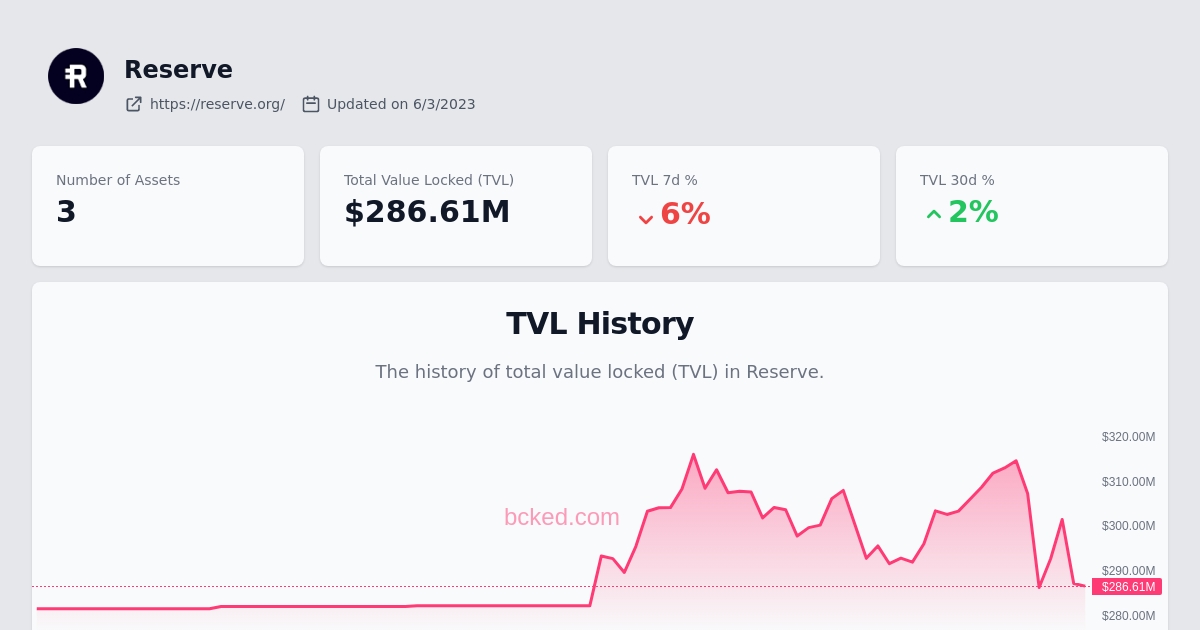 Reserve
https://reserve.org/ Updated on 6/3/2023
Number of Assets
3
Total Value Locked (TVL)
$286.61M
TVL 7d %
6%
TVL 30d %
2%
TVL History
The history of total value locked (TVL) in Reserve.
$320.00M
$310.00M
bcked.com
$300.00M
$290.00M
$286.61M
$280.00M